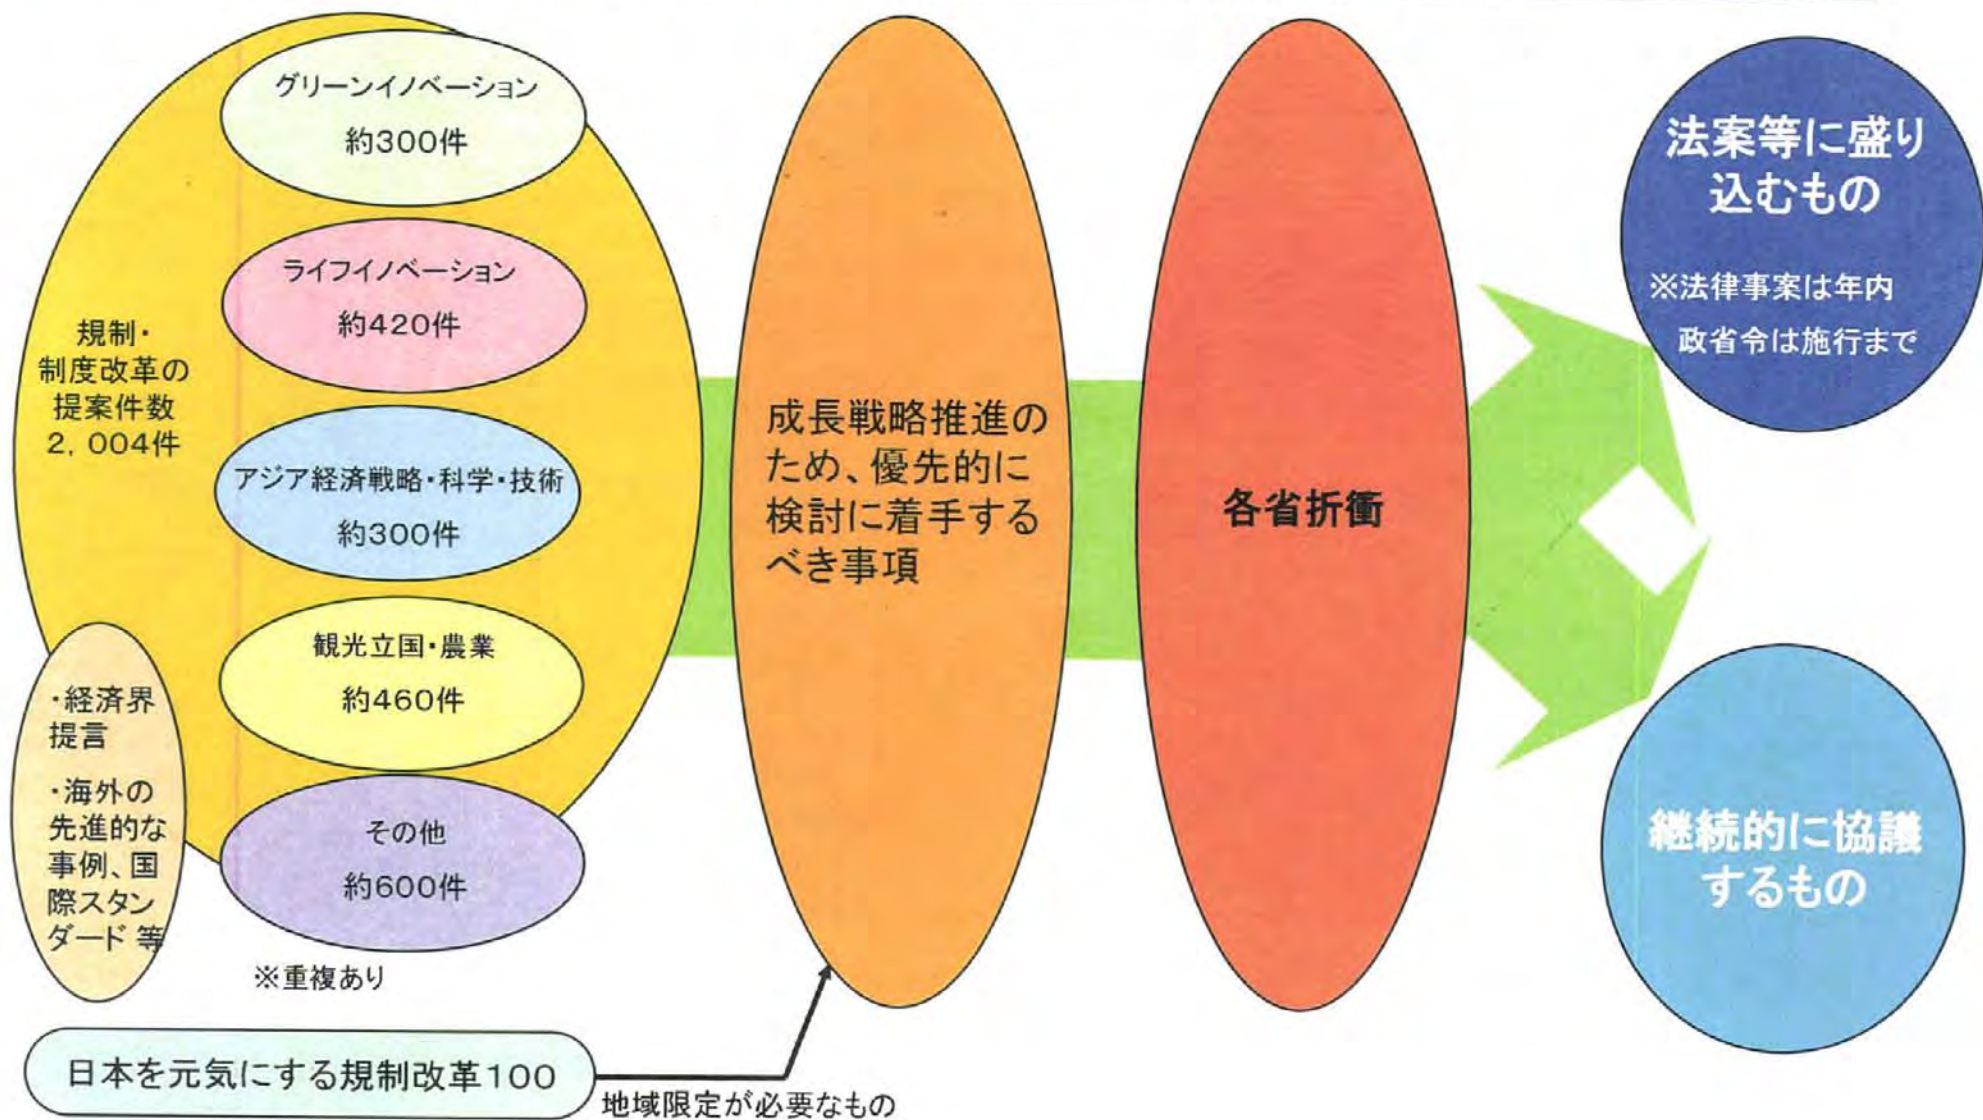 規制・
制度改革の
提案件数
2,004件
グリーンイノベーション
約300件
ライフイノベーション
約420件
アジア経済戦略・科学・技術
約300件
観光立国・農業
約460件
その他
約600件
※重複あり
・経済界
提言
・海外の
先進的な
事例、国
際スタン
ダード 等
日本を元気にする規制改革100
地域限定が必要なもの
成長戦略推進の
ため、優先的に
検討に着手する
べき事項
各省折衝
法案等に盛り
込むもの
※法律事案は年内
政省令は施行まで
継続的に協議
するもの